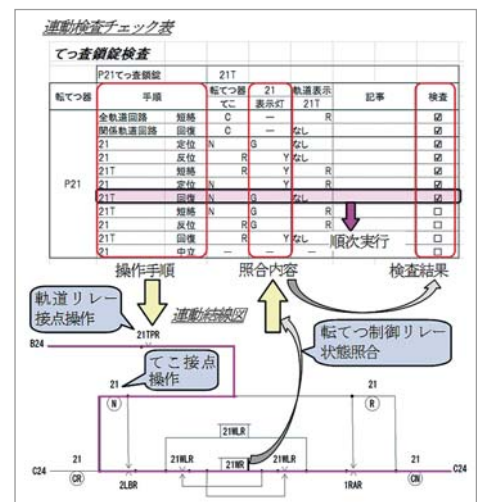 連動検査チェック表
てっ査鎖錠検査
P21てっ査鎖錠 21T
転てつ器 手順 転てつ器 21 軌道表示 記事 検査
てこ 表示灯 21T
全軌道回路 短絡 C － R ☑
関係軌道回路 回復 C － なし ☑
21 定位 N G なし ☑
21 反位 R Y なし ☑
21T 短絡 R Y R ☑
P21 21 定位 N Y R ☑
21T 回復 N G なし ☑
21T 短絡 N G R □
21 反位 R G R □
21T 回復 R Y なし □
21 中立 － － － □
順次実行
操作手順 照合内容 検査結果
軌道リレー
接点操作
連動結線図
転てつ制御リレー
状態照合
21TPR
B24
てこ接点
操作
21 21
N R
21WLR
21 21WLR 21WR 21WLR 21
C24 C24
CR 2LBR 1RAR CN